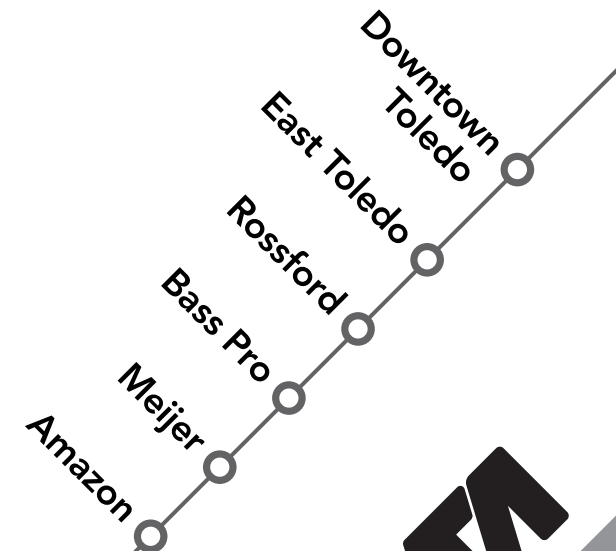 Downtown
Toledo
East Toledo
Rossford
Bass Pro
Meijer
Amazon